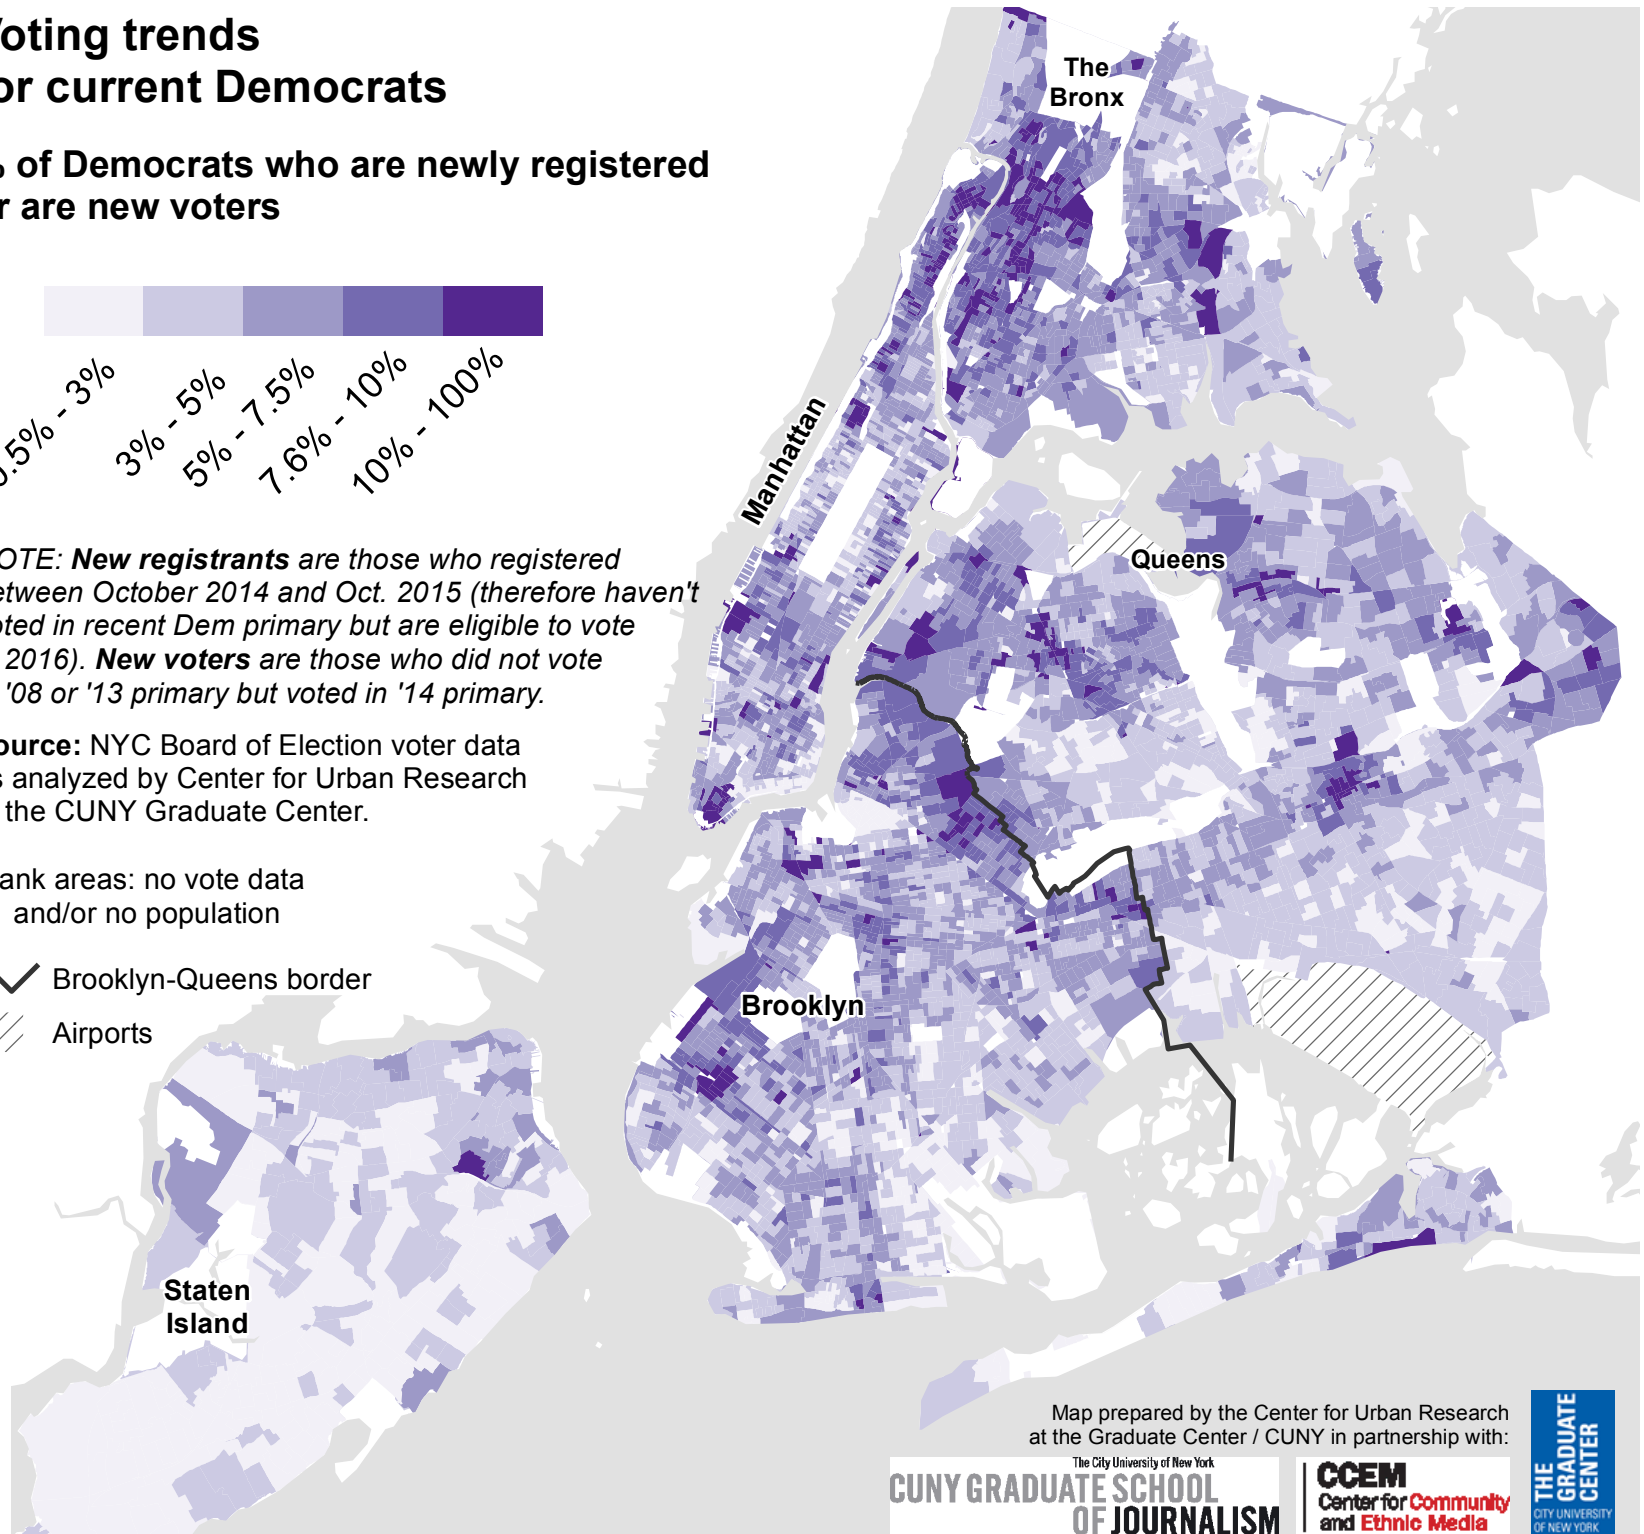 oting trends
or current Democrats
% of Democrats who are newly registered
r are new voters
0.5% - 3%
3% - 5%
5% - 7.5%
7.6% - 10%
10% - 100%
OTE: New registrants are those who registered
etween October 2014 and Oct. 2015 (therefore haven't
oted in recent Dem primary but are eligible to vote
2016). New voters are those who did not vote
'08 or '13 primary but voted in '14 primary.
ource: NYC Board of Election voter data
s analyzed by Center for Urban Research
the CUNY Graduate Center.
ank areas: no vote data
and/or no population
Brooklyn-Queens border
Airports
The
Bronx
Manhattan
Queens
Brooklyn
Staten
Island
Map prepared by the Center for Urban Research
at the Graduate Center / CUNY in partnership with:
The City University of New York
CUNY GRADUATE SCHOOL
OF JOURNALISM
CCEM
Center for Community
and Ethnic Media
THE
GRADUATE
CENTER
CITY UNIVERSITY
OF NEW YORK